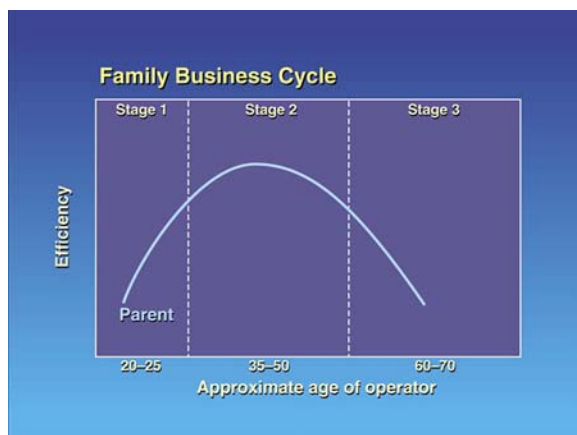 Family Business Cycle
Stage 1 Stage 2 Stage 3
Efficiency
Parent
20–25 35–50 60–70
Approximate age of operator